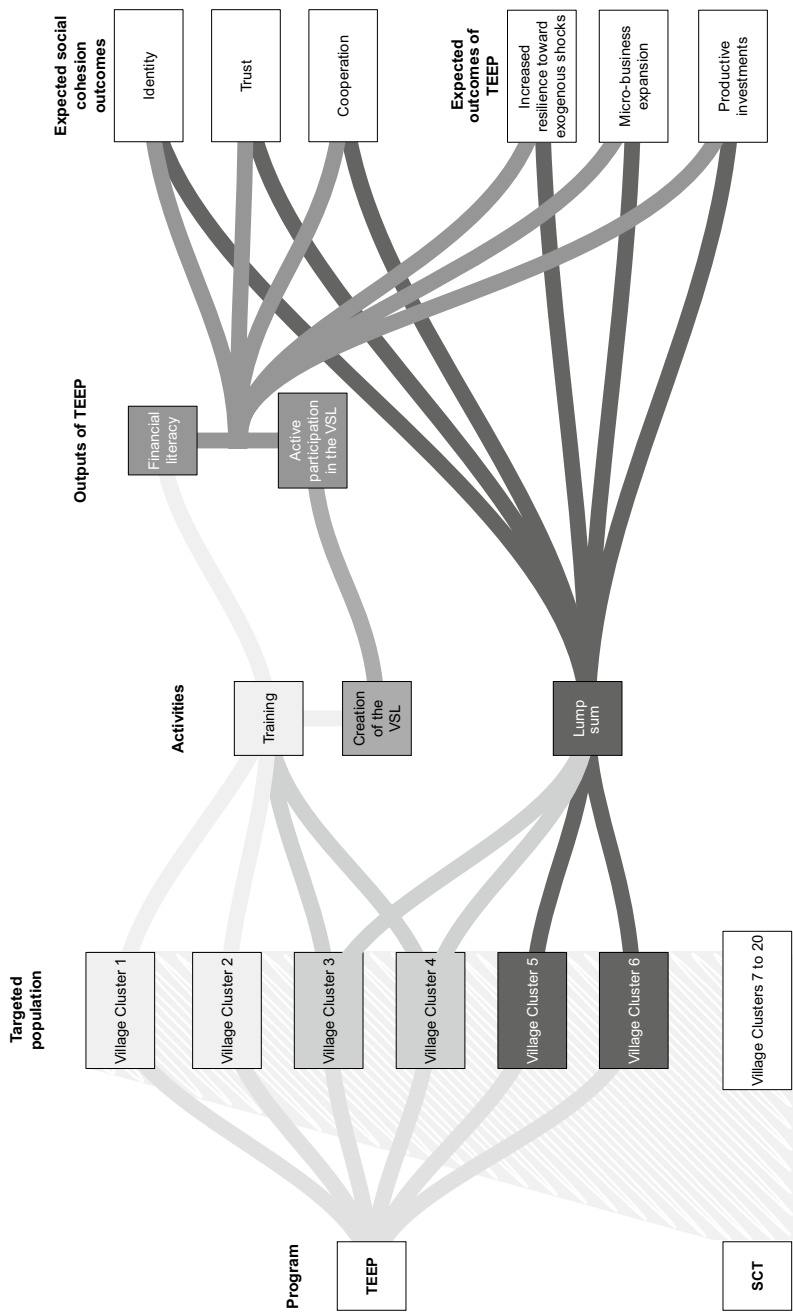 Program
TEEP
SCT
Targeted
population
Village Cluster 1
Village Cluster 2
Village Cluster 3
Village Cluster 4
Village Cluster 5
Village Cluster 6
Village Clusters 7 to 20
Activities
Training
Creation
of the
VSL
Lump
sum
Outputs of TEEP
Financial
literacy
Active
participation
in the VSL
Expected social
cohesion
outcomes
Identity
Trust
Cooperation
Expected
outcomes of
TEEP
Increased
resilience toward
exogenous shocks
Micro-business
expansion
Productive
investments